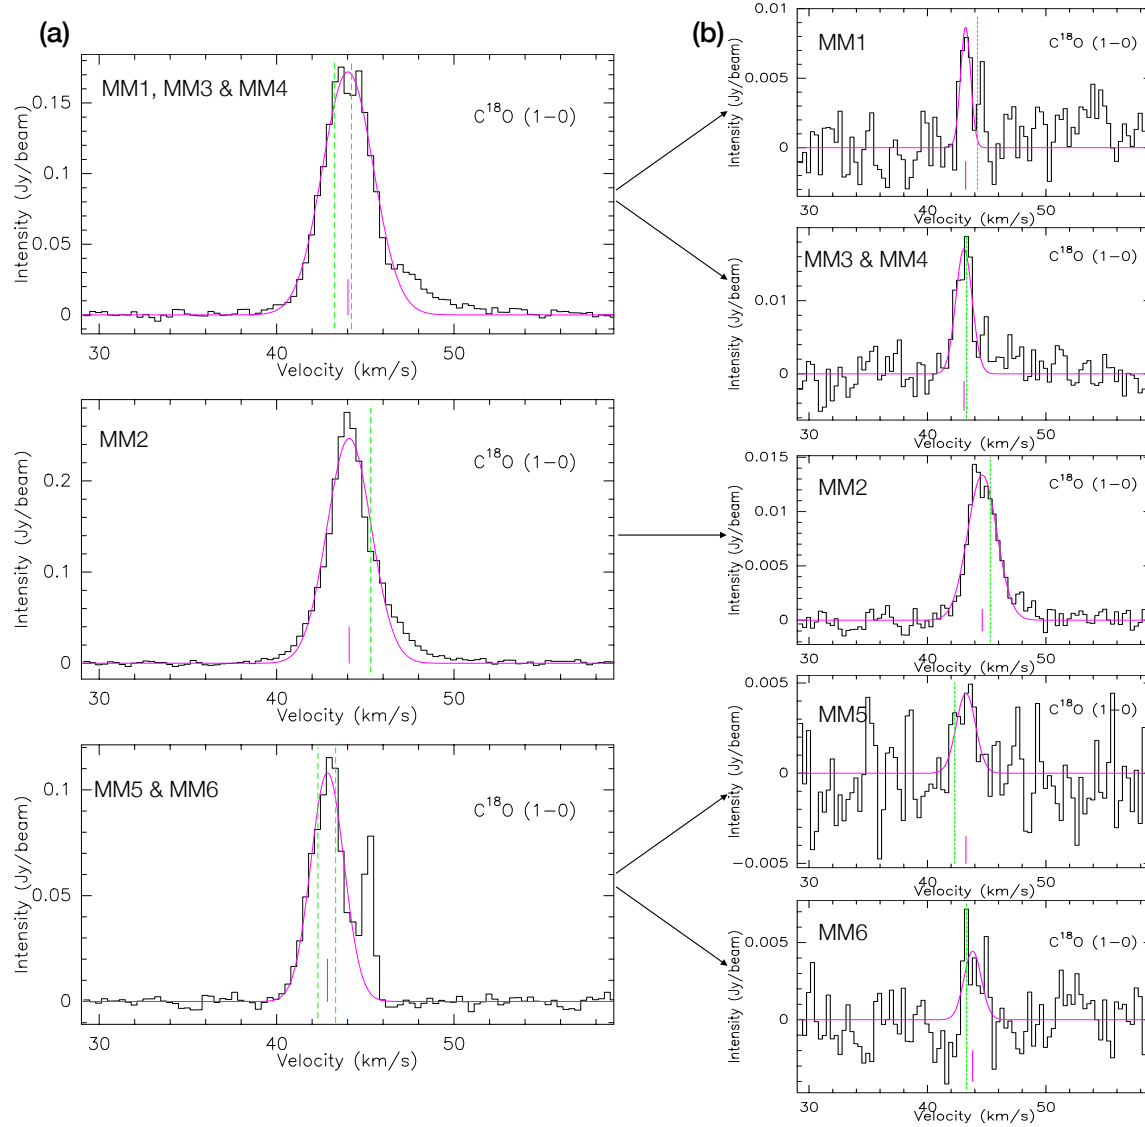 (a)
MM1, MM3 & MM4
C¹⁸O (1−0)
Intensity (Jy/beam)
0.15
0.1
0.05
0
30
40
50
Velocity (km/s)
MM2
C¹⁸O (1−0)
Intensity (Jy/beam)
0.2
0.1
0
30
40
50
Velocity (km/s)
MM5 & MM6
C¹⁸O (1−0)
Intensity (Jy/beam)
0.1
0.05
0
30
40
50
Velocity (km/s)
(b)
MM1
C¹⁸O (1−0)
Intensity (Jy/beam)
0.01
0.005
0
30
40
50
Velocity (km/s)
MM3 & MM4
C¹⁸O (1−0)
Intensity (Jy/beam)
0.01
0
30
40
50
Velocity (km/s)
MM2
C¹⁸O (1−0)
Intensity (Jy/beam)
0.015
0.01
0.005
0
30
40
50
Velocity (km/s)
MM5
C¹⁸O (1−0)
Intensity (Jy/beam)
0.005
0
−0.005
30
40
50
Velocity (km/s)
MM6
C¹⁸O (1−0)
Intensity (Jy/beam)
0.005
0
30
40
50
Velocity (km/s)